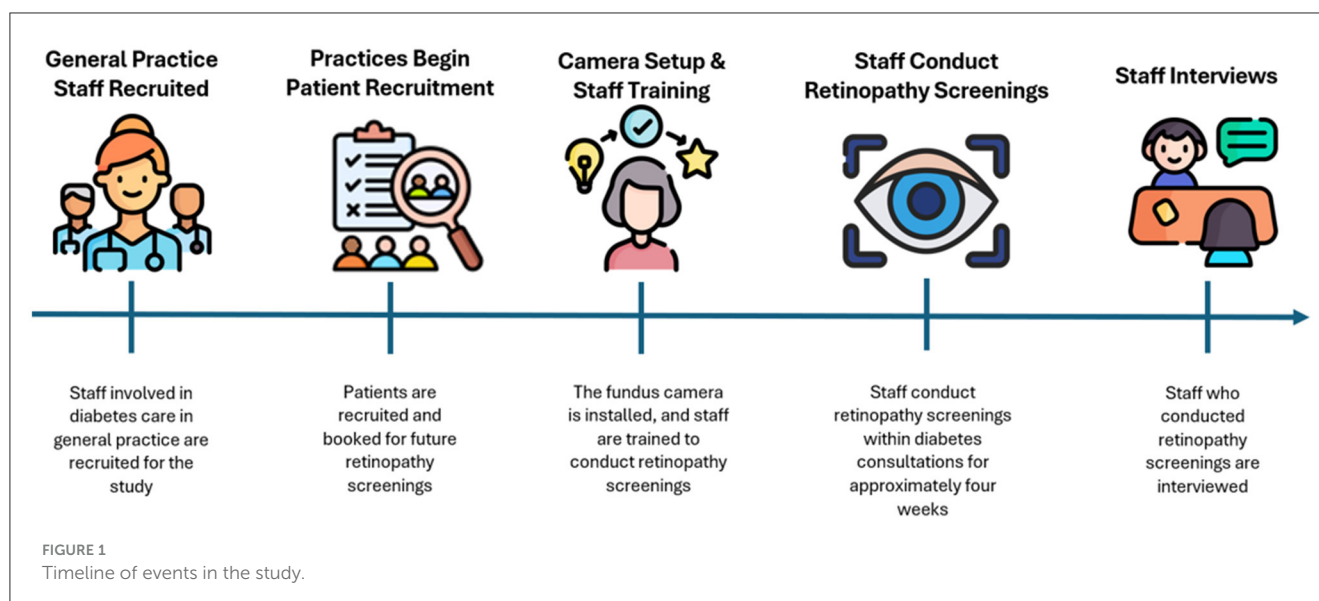 General Practice
Staff Recruited
Practices Begin
Patient Recruitment
Camera Setup &
Staff Training
Staff Conduct
Retinopathy Screenings
Staff Interviews
Staff involved in
diabetes care in
general practice are
recruited for the
study
Patients are
recruited and
booked for future
retinopathy
screenings
The fundus camera
is installed, and staff
are trained to
conduct retinopathy
screenings
Staff conduct
retinopathy screenings
within diabetes
consultations for
approximately four
weeks
Staff who
conducted
retinopathy
screenings are
interviewed
FIGURE 1
Timeline of events in the study.